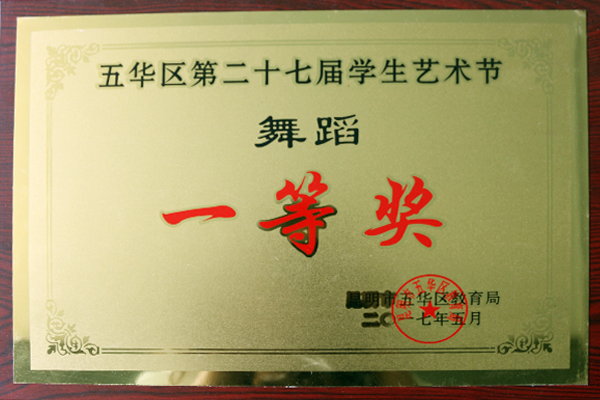 五华区第二十七届学生艺术节
舞蹈
一等奖
昆明市五华区教育局
二〇一七年五月